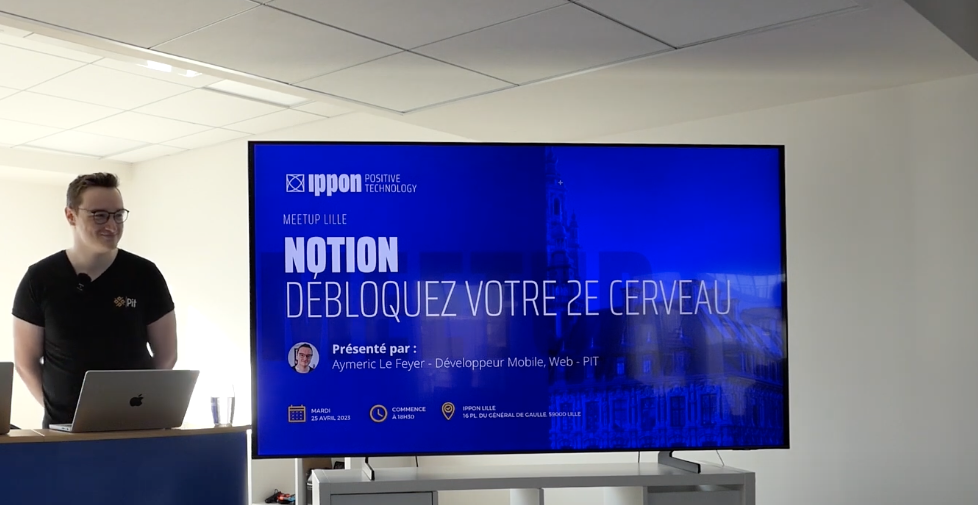 ippon POSITIVE
TECHNOLOGY
MEETUP LILLE
NOTION
DÉBLOQUEZ VOTRE 2E CERVEAU
Présenté par :
Aymeric Le Feyer - Développeur Mobile, Web - PIT
MARDI
25 AVRIL 2023
COMMENCE
À 18H30
IPPON LILLE
16 PL. DU GÉNÉRAL DE GAULLE, 59000 LILLE
Pit